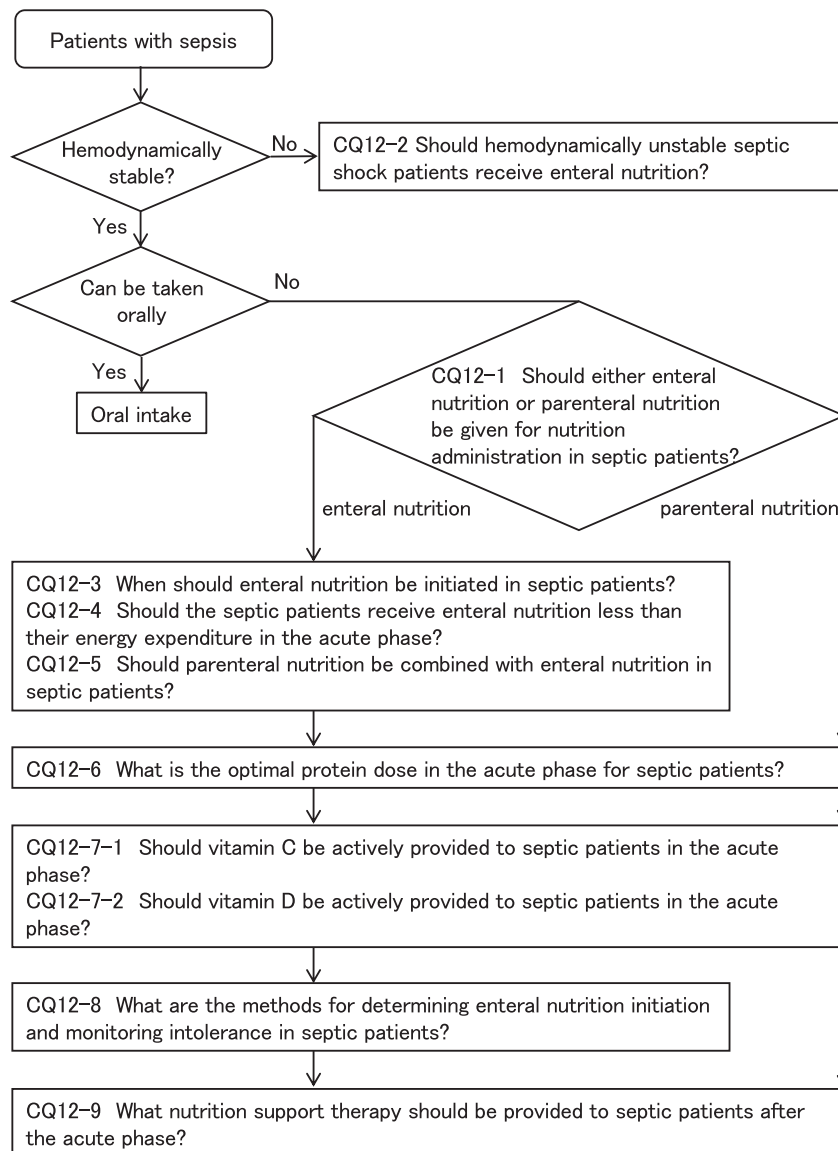 Patients with sepsis
Hemodynamically
stable?
No
CQ12-2 Should hemodynamically unstable septic
shock patients receive enteral nutrition?
Yes
Can be taken
orally
No
Yes
Oral intake
CQ12-1 Should either enteral
nutrition or parenteral nutrition
be given for nutrition
administration in septic patients?
enteral nutrition
parenteral nutrition
CQ12-3 When should enteral nutrition be initiated in septic patients?
CQ12-4 Should the septic patients receive enteral nutrition less than
their energy expenditure in the acute phase?
CQ12-5 Should parenteral nutrition be combined with enteral nutrition in
septic patients?
CQ12-6 What is the optimal protein dose in the acute phase for septic patients?
CQ12-7-1 Should vitamin C be actively provided to septic patients in the acute
phase?
CQ12-7-2 Should vitamin D be actively provided to septic patients in the acute
phase?
CQ12-8 What are the methods for determining enteral nutrition initiation
and monitoring intolerance in septic patients?
CQ12-9 What nutrition support therapy should be provided to septic patients after
the acute phase?